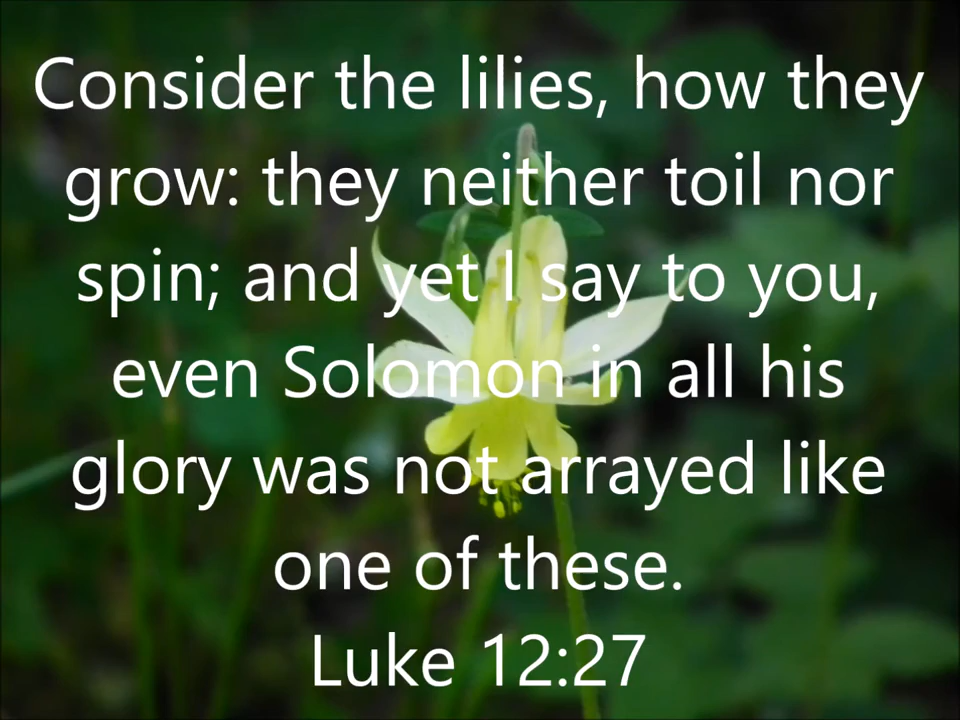 Consider the lilies, how they
grow: they neither toil nor
spin; and yet I say to you,
even Solomon in all his
glory was not arrayed like
one of these.
Luke 12:27